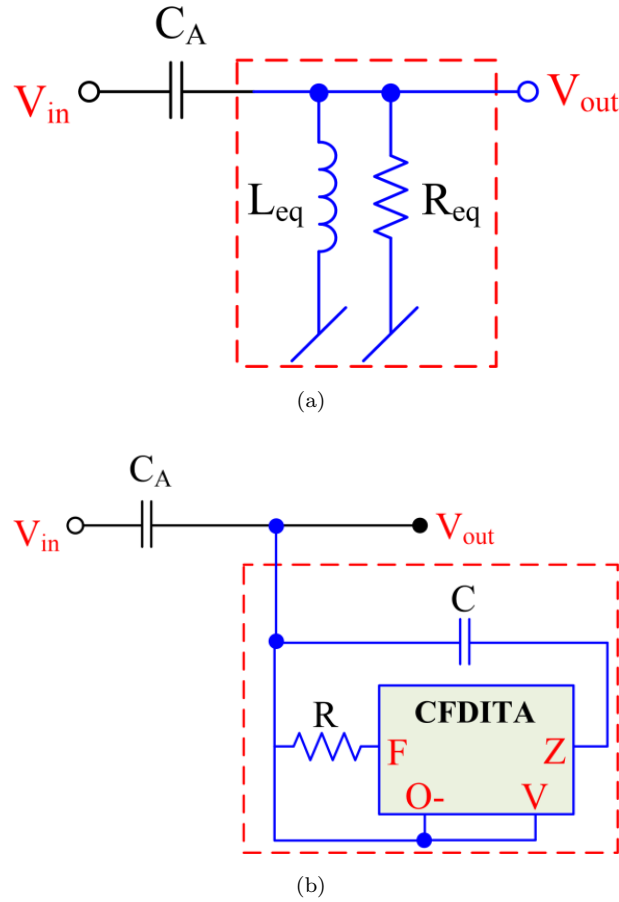 C_A
V_in
V_out
L_eq
R_eq
(a)
C_A
V_in
V_out
C
CFDITA
R
F
Z
O-
V
(b)